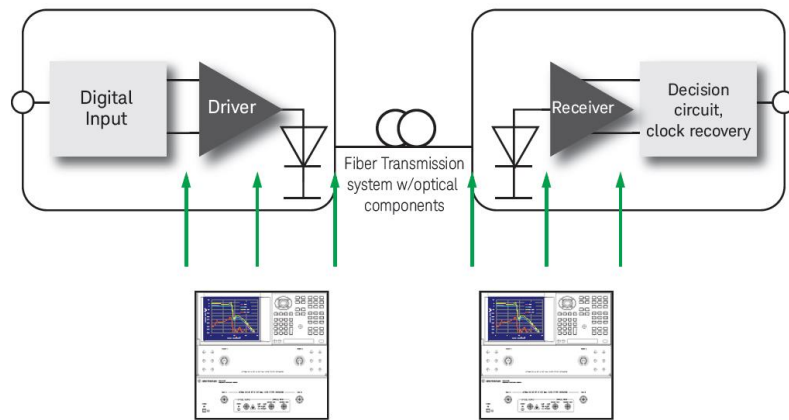 Digital
Input
Driver
Fiber Transmission
system w/optical
components
Receiver
Decision
circuit,
clock recovery